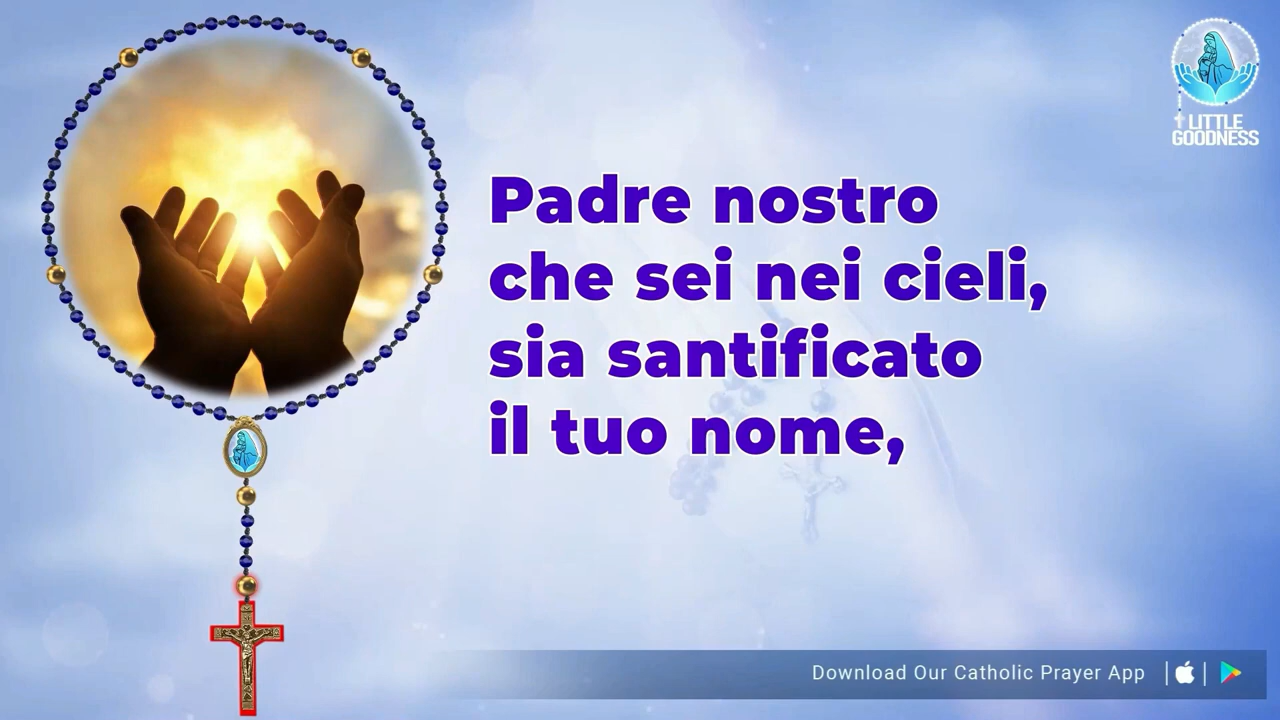 LITTLE
GOODNESS
Padre nostro
che sei nei cieli,
sia santificato
il tuo nome,
Download Our Catholic Prayer App